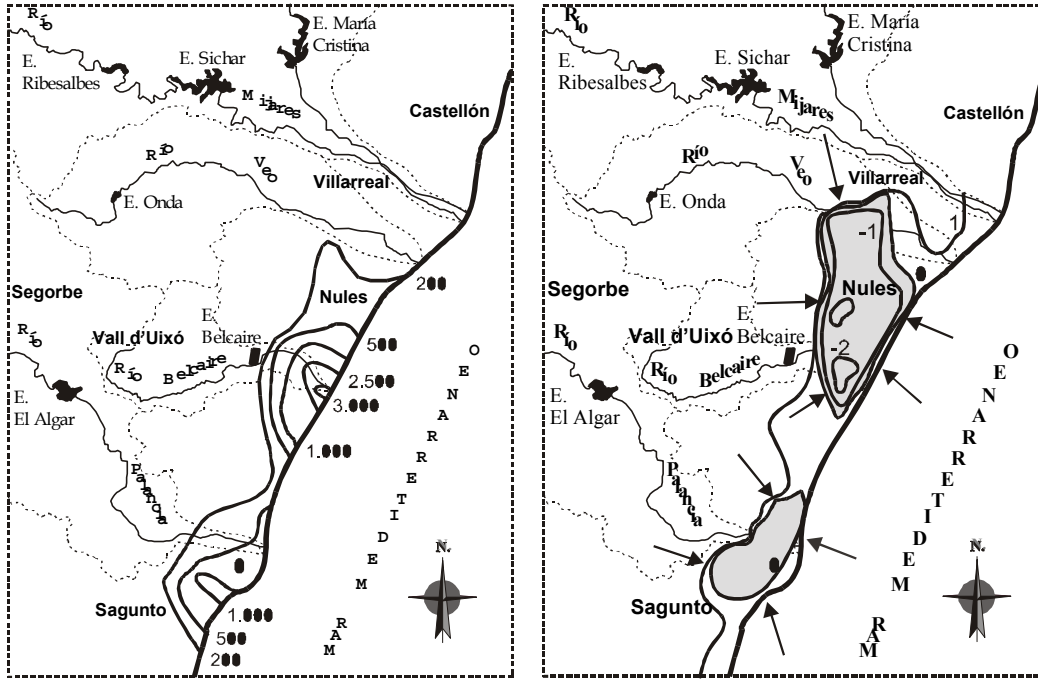 Río
E.
Ribesalbes
E. Sichar
E. María
Cristina
Mijares
Castellón
Río
Veo
Villarreal
E. Onda
Segorbe
Nules
200
Río
Vall d'Uixó
E.
Belcaire
500
Río Belcaire
2.500
3.000
E.
El Algar
1.000
Palancia
0
Sagunto
1.000
500
200
MAR MEDITERRANEO
N.
Río
E.
Ribesalbes
E. Sichar
E. María
Cristina
Mijares
Castellón
Río
Veo
Villarreal
E. Onda
-1
1
0
Segorbe
Nules
Río
Vall d'Uixó
E.
Belcaire
-2
Río Belcaire
E.
El Algar
Palancia
0
Sagunto
MAR MEDITERRANEO
N.